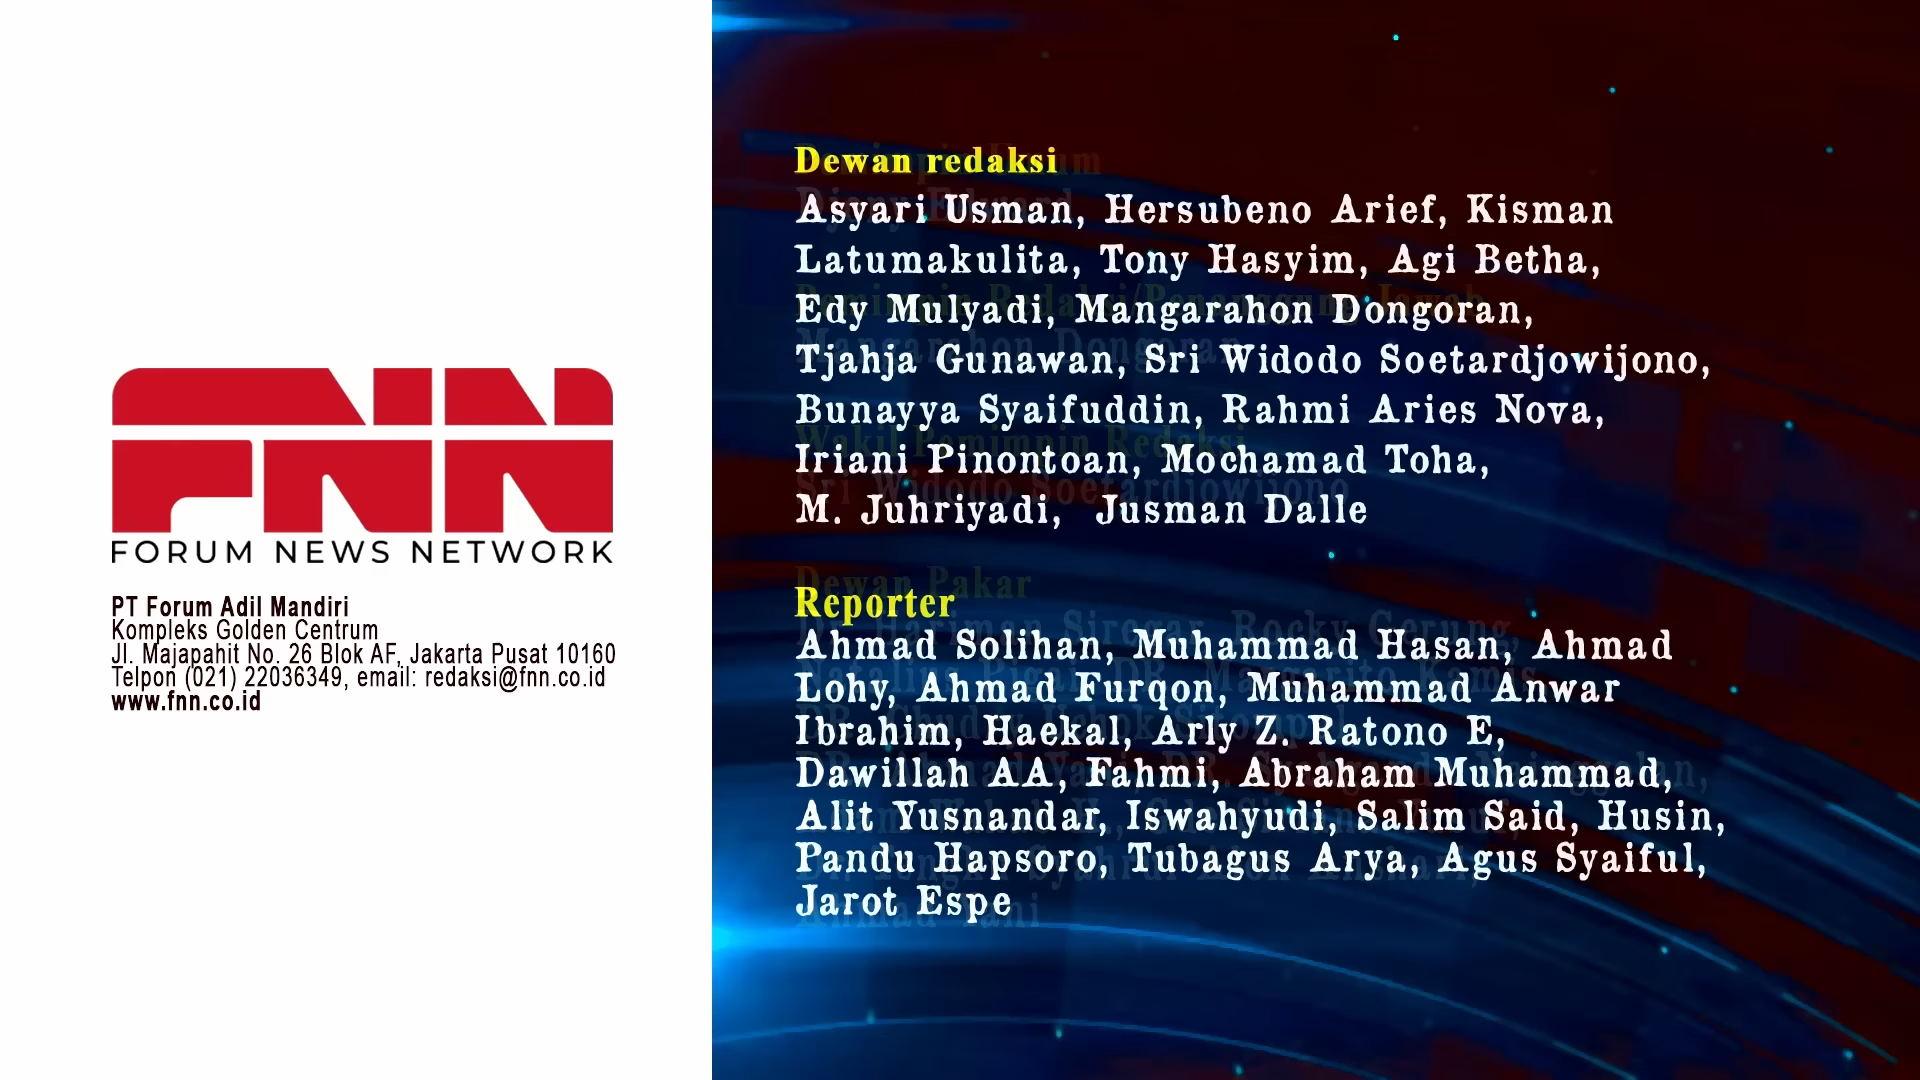 FNN
FORUM NEWS NETWORK
PT Forum Adil Mandiri
Kompleks Golden Centrum
Jl. Majapahit No. 26 Blok AF, Jakarta Pusat 10160
Telpon (021) 22036349, email: redaksi@fnn.co.id
www.fnn.co.id
Dewan redaksi
Asyari Usman, Hersubeno Arief, Kisman
Latumakulita, Tony Hasyim, Agi Betha,
Edy Mulyadi, Mangarahon Dongoran,
Tjahja Gunawan, Sri Widodo Soetardjowijono,
Bunayya Syaifuddin, Rahmi Aries Nova,
Iriani Pinontoan, Mochamad Toha,
M. Juhriyadi, Jusman Dalle
Reporter
Ahmad Solihan, Muhammad Hasan, Ahmad
Lohy, Ahmad Furqon, Muhammad Anwar
Ibrahim, Haekal, Arly Z. Ratono E,
Dawillah AA, Fahmi, Abraham Muhammad,
Alit Yusnandar, Iswahyudi, Salim Said, Husin,
Pandu Hapsoro, Tubagus Arya, Agus Syaiful,
Jarot Espe